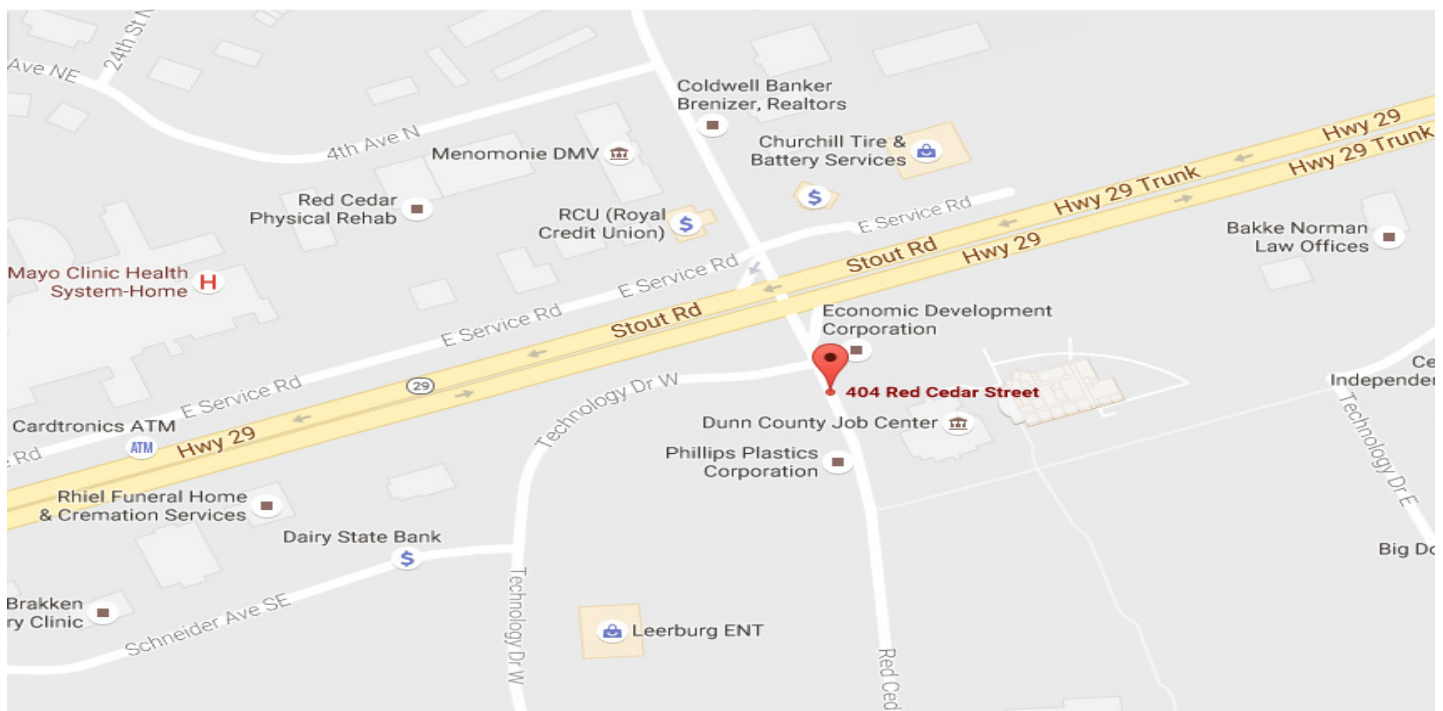 24th St N
Ave NE
4th Ave N
Coldwell Banker
Brenizer, Realtors
Menomonie DMV
Churchill Tire &
Battery Services
Hwy 29
Hwy 29 Trunk
Hwy 29 Trunk
Red Cedar
Physical Rehab
RCU (Royal
Credit Union)
$
$
E Service Rd
Stout Rd
Hwy 29
Bakke Norman
Law Offices
Mayo Clinic Health
System-Home
H
E Service Rd
E Service Rd
Stout Rd
Economic Development
Corporation
29
E Service Rd
Technology Dr W
404 Red Cedar Street
Ce
Independen
Cardtronics ATM
ATM
Hwy 29
e Rd
Dunn County Job Center
Phillips Plastics
Corporation
Technology Dr E
Rhiel Funeral Home
& Cremation Services
Dairy State Bank
$
Big Do
Brakken
ry Clinic
Schneider Ave SE
Technology Dr W
Leerburg ENT
Red Ced